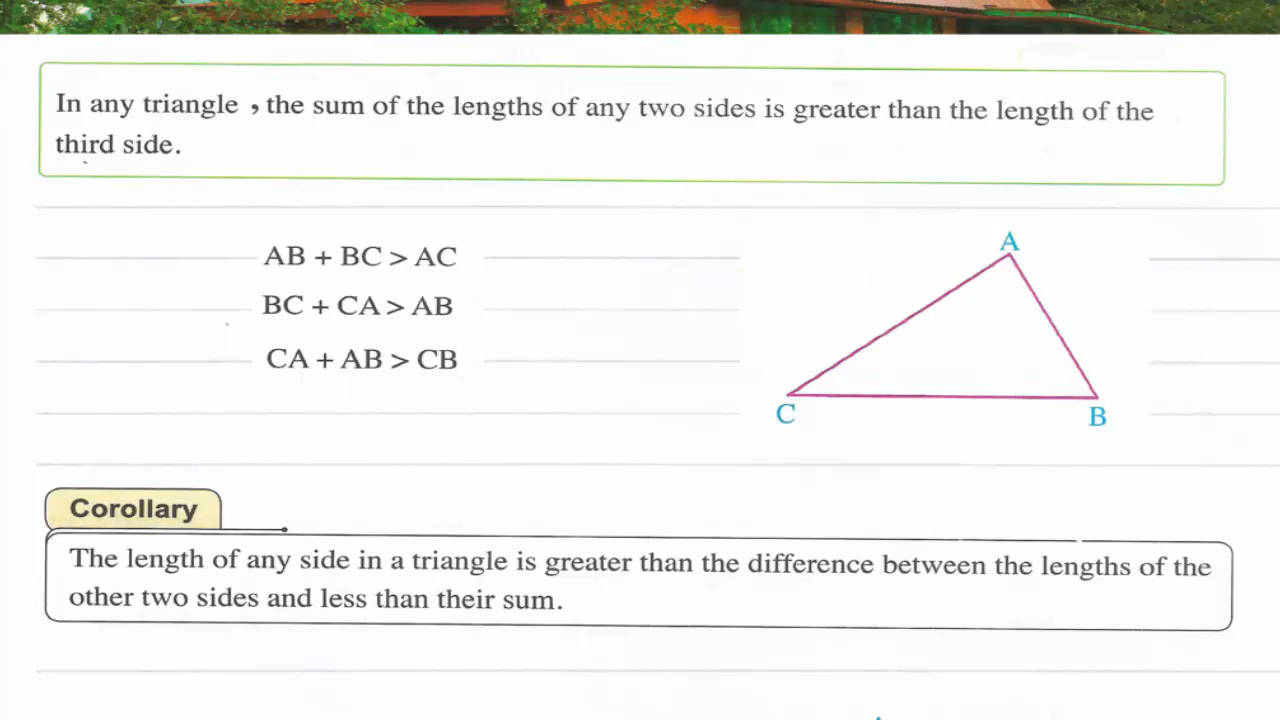 In any triangle , the sum of the lengths of any two sides is greater than the length of the
third side.
AB + BC > AC
BC + CA > AB
CA + AB > CB
A
C
B
Corollary
The length of any side in a triangle is greater than the difference between the lengths of the
other two sides and less than their sum.